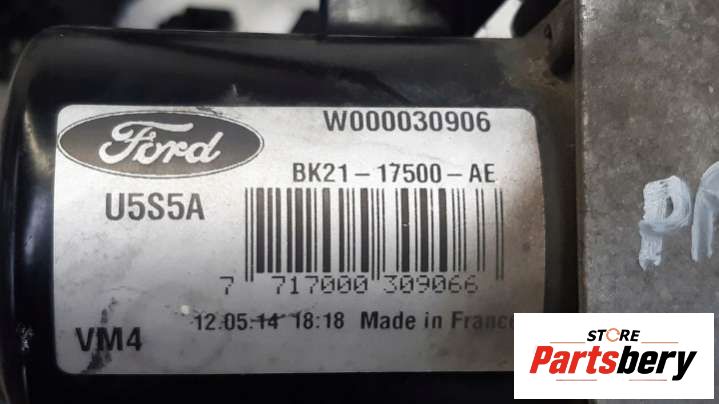 Ford
W000030906
BK21-17500-AE
U5S5A
7 717000 309066
12.05.14 18:18 Made in France
VM4
STORE
Partsbery